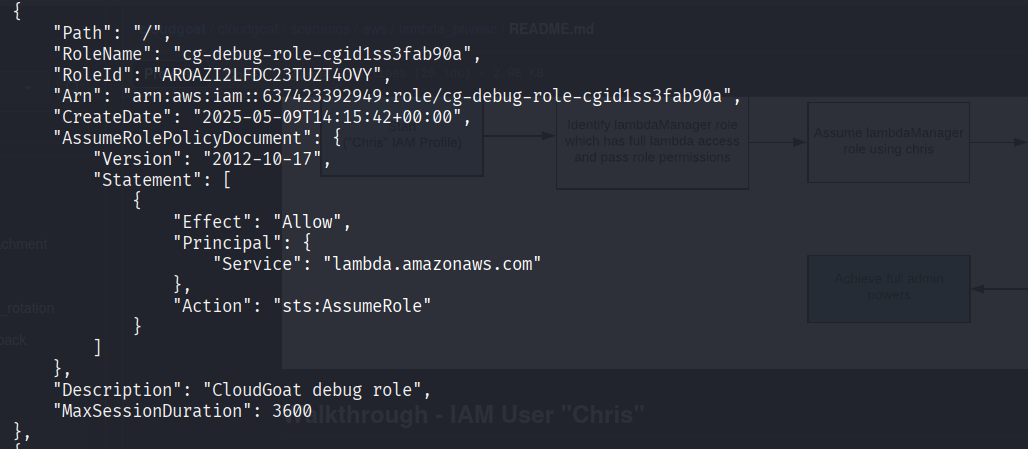 {
"Path": "/",
README.md
"RoleName": "cg-debug-role-cgid1ss3fab90a",
"RoleId": "AROAZI2LFDC23TUZT4OVY",
"Arn": "arn:aws:iam::637423392949:role/cg-debug-role-cgid1ss3fab90a",
"CreateDate": "2025-05-09T14:15:42+00:00",
"AssumeRolePolicyDocument": {
"Version": "2012-10-17",
"Statement": [
{
"Effect": "Allow",
"Principal": {
"Service": "lambda.amazonaws.com"
},
"Action": "sts:AssumeRole"
}
]
},
"Description": "CloudGoat debug role",
"MaxSessionDuration": 3600
},
("Chris" IAM Profile)
Identify lambdaManager role
which has full lambda access
and pass role permissions
Assume lambdaManager
role using chris
Achieve full admin
powers
_rotation
Walkthrough - IAM User "Chris"